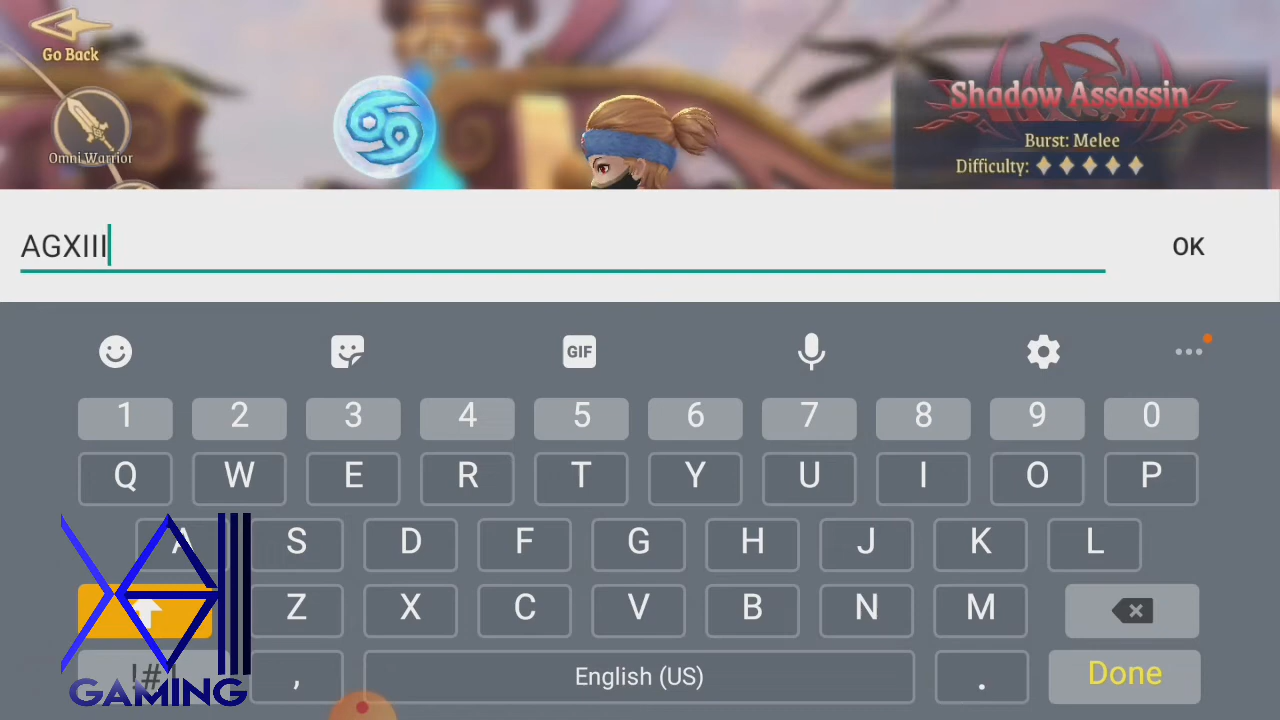 Go Back
Omni Warrior
Shadow Assassin
Burst: Melee
Difficulty:
AGXIII
OK
GIF
1 2 3 4 5 6 7 8 9 0
Q W E R T Y U I O P
A S D F G H J K L
Z X C V B N M
!#1 , English (US) . Done
GAMING